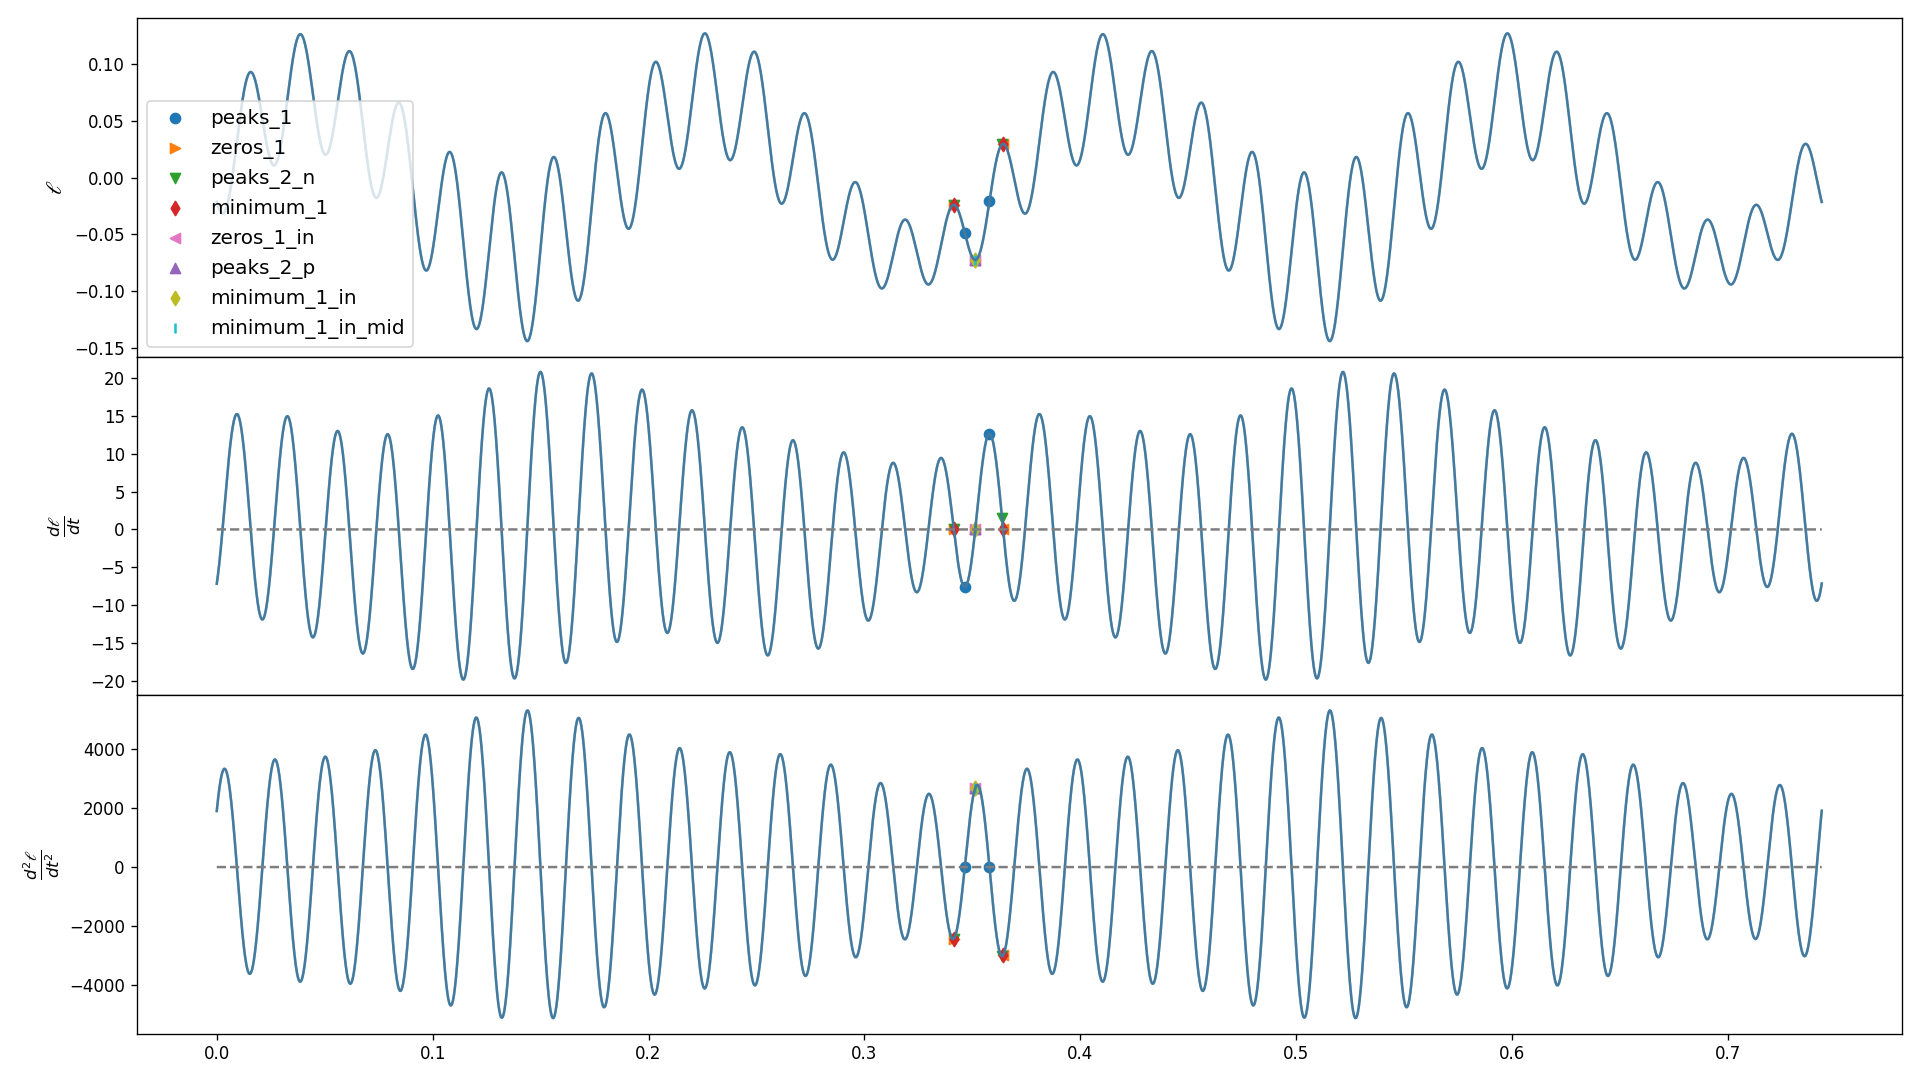 0.10
0.05
0.00
−0.05
−0.10
−0.15
ℓ
peaks_1
zeros_1
peaks_2_n
minimum_1
zeros_1_in
peaks_2_p
minimum_1_in
minimum_1_in_mid
20
15
10
5
0
−5
−10
−15
−20
dℓ
dt
4000
2000
0
−2000
−4000
d²ℓ
dt²
0.0 0.1 0.2 0.3 0.4 0.5 0.6 0.7